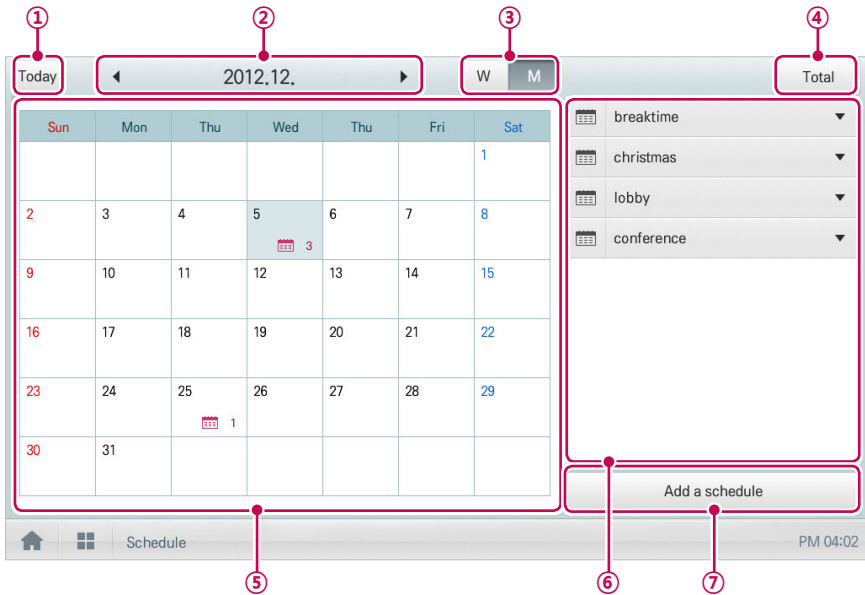 ① ② ③ ④
Today ◀ 2012.12. ▶ W M Total
Sun Mon Thu Wed Thu Fri Sat
1
2 3 4 5 6 7 8
3
9 10 11 12 13 14 15
16 17 18 19 20 21 22
23 24 25 26 27 28 29
1
30 31
breaktime ▼
christmas ▼
lobby ▼
conference ▼
Add a schedule
Schedule PM 04:02
⑤ ⑥ ⑦